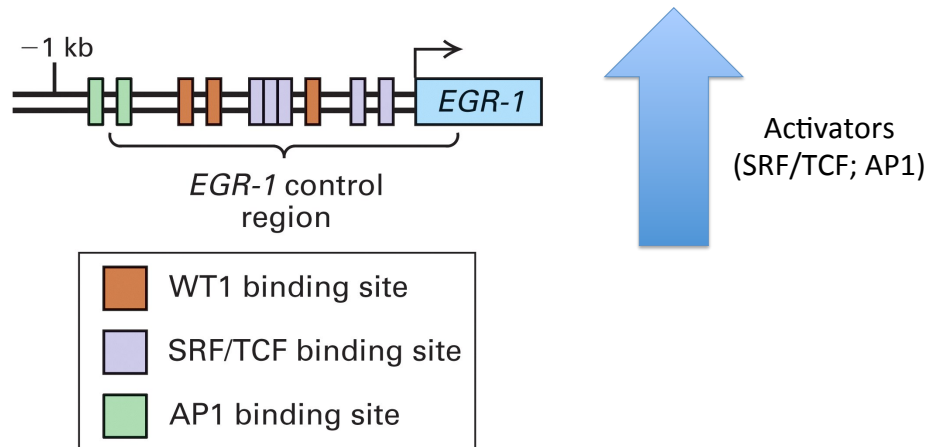 −1 kb
EGR-1
EGR-1 control
region
WT1 binding site
SRF/TCF binding site
AP1 binding site
Activators
(SRF/TCF; AP1)